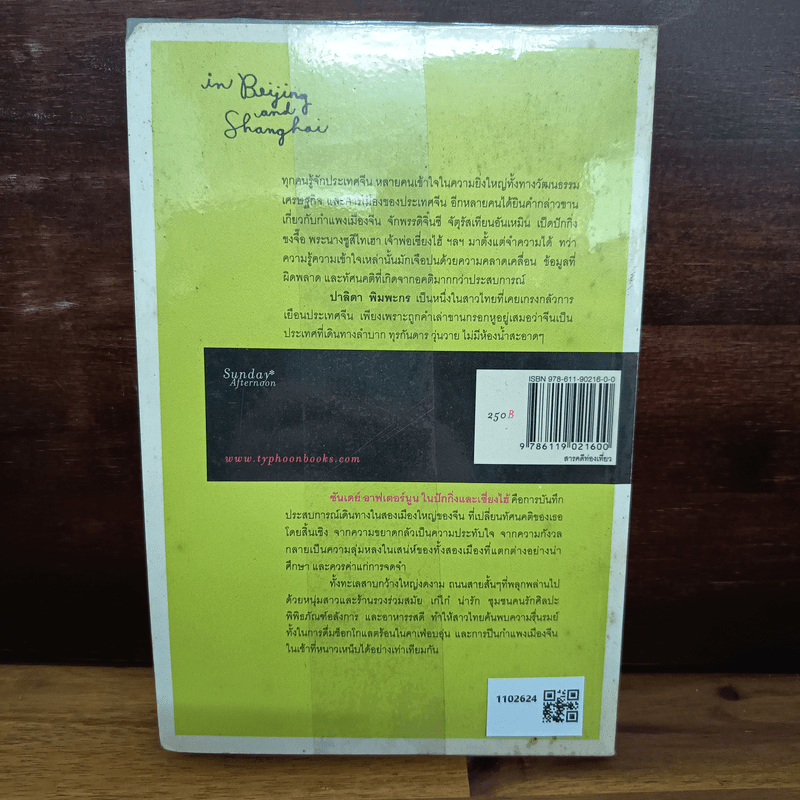 in Beijing
and
Shanghai
ทุกคนรู้จักประเทศจีน หลายคนเข้าใจในความยิ่งใหญ่ทั้งทางวัฒนธรรม
เศรษฐกิจ และการเมืองของประเทศจีน อีกหลายคนได้ยินคำกล่าวขาน
เกี่ยวกับกำแพงเมืองจีน จักพรรดิจิ๋นซี จัตุรัสเทียนอันเหมิน เป็ดปักกิ่ง
ขงจื๊อ พระนางซูสีไทเฮา เจ้าพ่อเซี่ยงไฮ้ ฯลฯ มาตั้งแต่จำความได้ ทว่า
ความรู้ความเข้าใจเหล่านั้นมักเจือปนด้วยความคลาดเคลื่อน ข้อมูลที่
ผิดพลาด และทัศนคติที่เกิดจากอคติมากกว่าประสบการณ์
ปาลิดา พิมพะกร เป็นหนึ่งในสาวไทยที่เคยเกรงกลัวการ
เยือนประเทศจีน เพียงเพราะถูกคำเล่าขานกรอกหูอยู่เสมอว่าจีนเป็น
ประเทศที่เดินทางลำบาก ทุรกันดาร วุ่นวาย ไม่มีห้องน้ำสะอาดๆ
Sunday
Afternoon
www.typhoonbooks.com
ISBN 978-611-90216-0-0
250B
9 786119 021600
สารคดีท่องเที่ยว
ซันเดย์ อาฟเตอร์นูน ในปักกิ่งและเซี่ยงไฮ้ คือการบันทึก
ประสบการณ์เดินทางในสองเมืองใหญ่ของจีน ที่เปลี่ยนทัศนคติของเธอ
โดยสิ้นเชิง จากความขยาดกลัวเป็นความประทับใจ จากความกังวล
กลายเป็นความลุ่มหลงในเสน่ห์ของทั้งสองเมืองที่แตกต่างอย่างน่า
ศึกษา และควรค่าแก่การจดจำ
ทั้งทะเลสาบกว้างใหญ่งดงาม ถนนสายสั้นๆที่พลุกพล่านไป
ด้วยหนุ่มสาวและร้านรวงร่วมสมัย เก๋ไก๋ น่ารัก ชุมชนคนรักศิลปะ
พิพิธภัณฑ์อลังการ และอาหารรสดี ทำให้สาวไทยค้นพบความรื่นรมย์
ทั้งในการดื่มช็อกโกแลตร้อนในคาเฟ่อบอุ่น และการปีนกำแพงเมืองจีน
ในเช้าที่หนาวเหน็บได้อย่างเท่าเทียมกัน
1102624